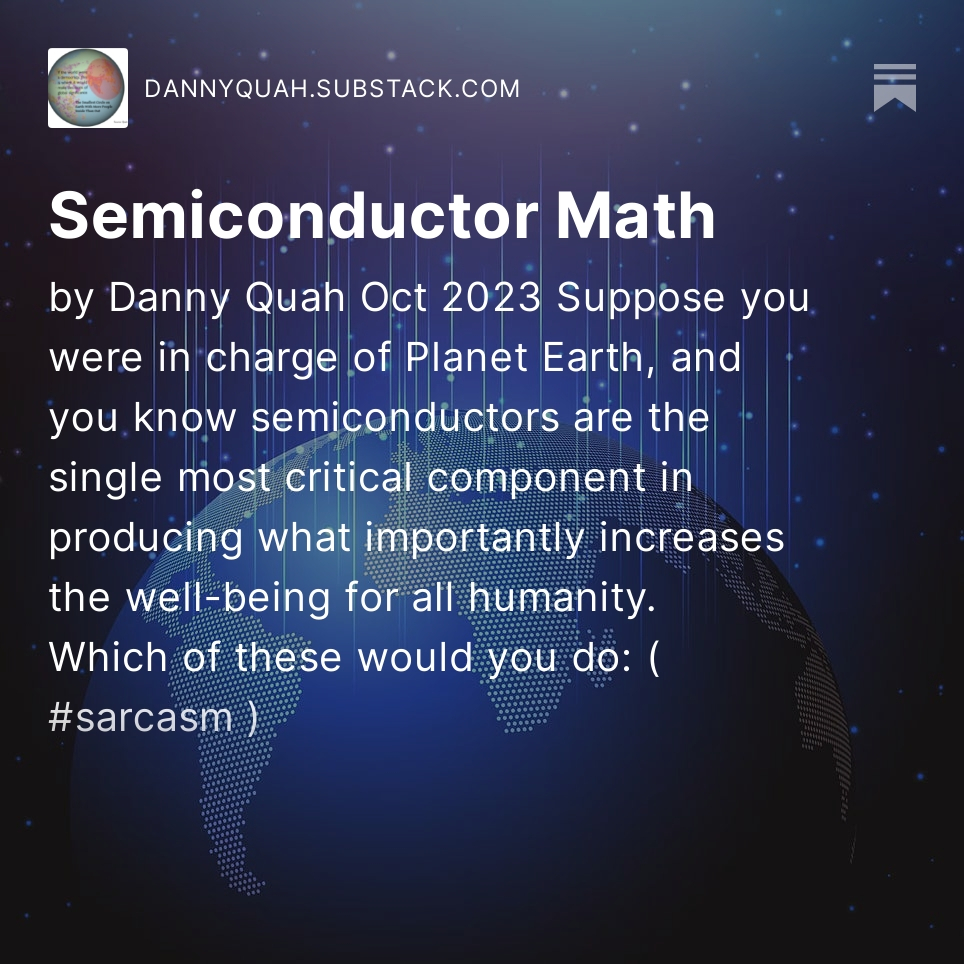 DANNYQUAH.SUBSTACK.COM
Semiconductor Math
by Danny Quah Oct 2023 Suppose you
were in charge of Planet Earth, and
you know semiconductors are the
single most critical component in
producing what importantly increases
the well-being for all humanity.
Which of these would you do: (
#sarcasm )